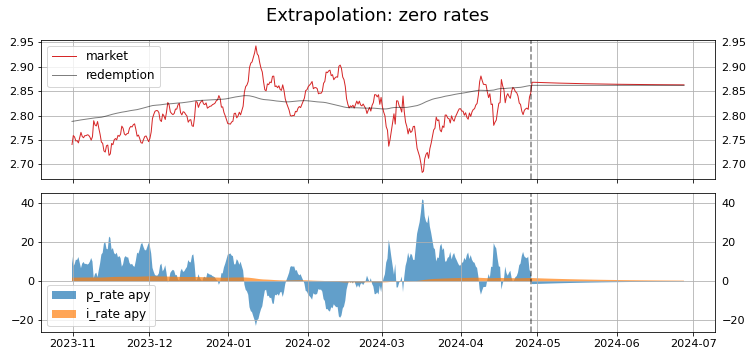 Extrapolation: zero rates
2.95 2.95
market
redemption
2.90 2.90
2.85 2.85
2.80 2.80
2.75 2.75
2.70 2.70
40 40
20 20
0 0
p_rate apy
i_rate apy
−20 −20
2023-11 2023-12 2024-01 2024-02 2024-03 2024-04 2024-05 2024-06 2024-07